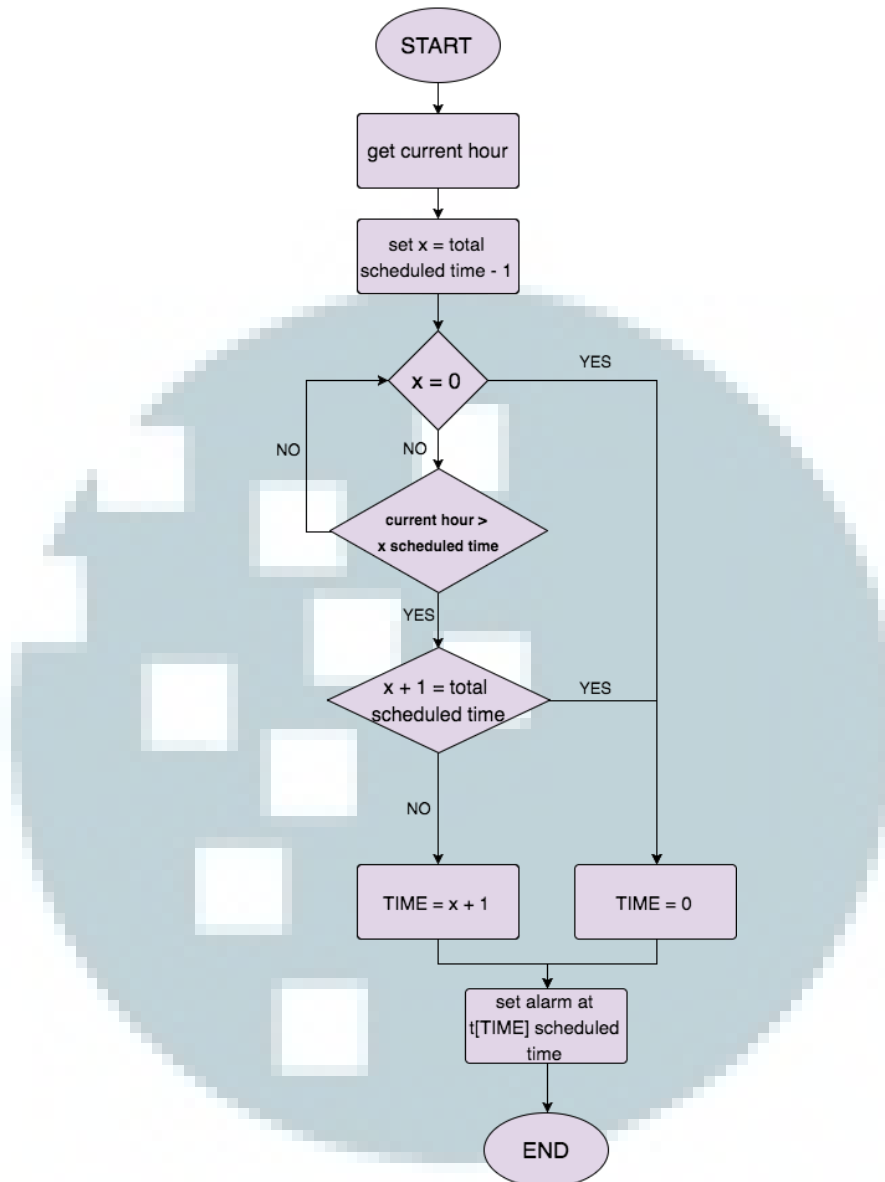 START
get current hour
set x = total
scheduled time - 1
x = 0
YES
NO
NO
current hour >
x scheduled time
YES
x + 1 = total
scheduled time
YES
NO
TIME = x + 1
TIME = 0
set alarm at
t[TIME] scheduled
time
END